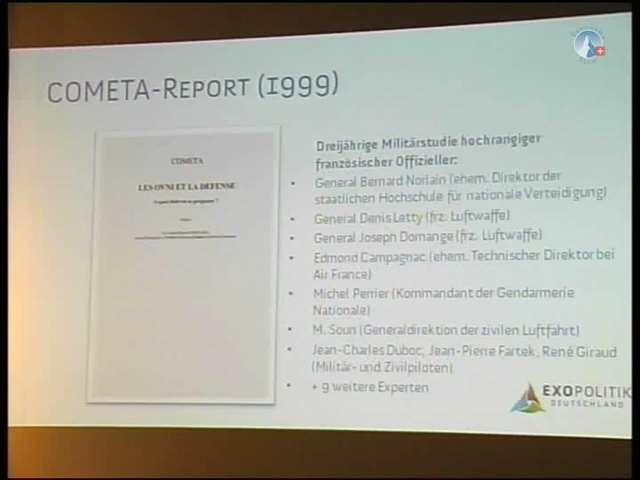 COMETA-REPORT (1999)
COMETA
LES OVNI ET LA DEFENSE
Dreijährige Militärstudie hochrangiger
französischer Offizieller:
• General Bernard Norlain (ehem. Direktor der
staatlichen Hochschule für nationale Verteidigung)
• General Denis Letty (frz. Luftwaffe)
• General Joseph Domange (frz. Luftwaffe)
• Edmond Campagnac (ehem. Technischer Direktor bei
Air France)
• Michel Perrier (Kommandant der Gendarmerie
Nationale)
• M. Soun (Generaldirektion der zivilen Luftfahrt)
• Jean-Charles Duboc, Jean-Pierre Fartek, René Giraud
(Militär- und Zivilpiloten)
• + 9 weitere Experten
EXOPOLITIK
DEUTSCHLAND